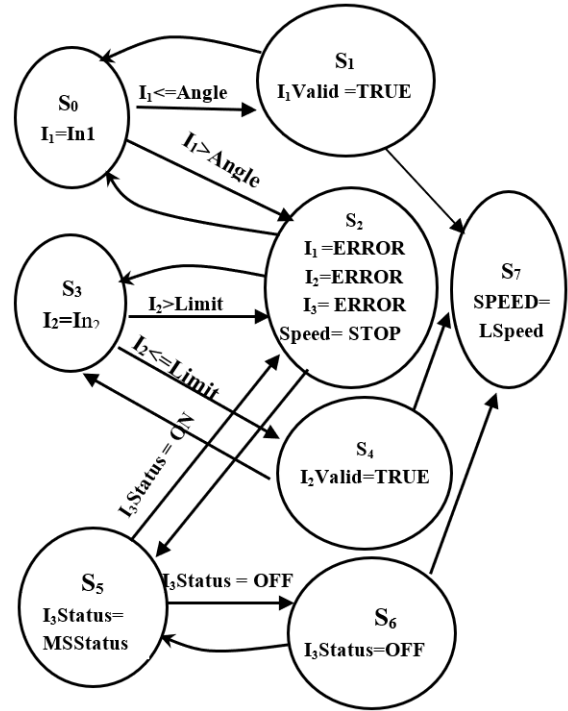 S₀
I₁=In1
I₁<=Angle
S₁
I₁Valid =TRUE
I₁>Angle
S₂
I₁ =ERROR
I₂=ERROR
I₃= ERROR
Speed= STOP
S₇
SPEED=
LSpeed
S₃
I₂=In₂
I₂>Limit
I₂<=Limit
S₄
I₂Valid=TRUE
I₃Status = ON
S₅
I₃Status=
MSStatus
I₃Status = OFF
S₆
I₃Status=OFF